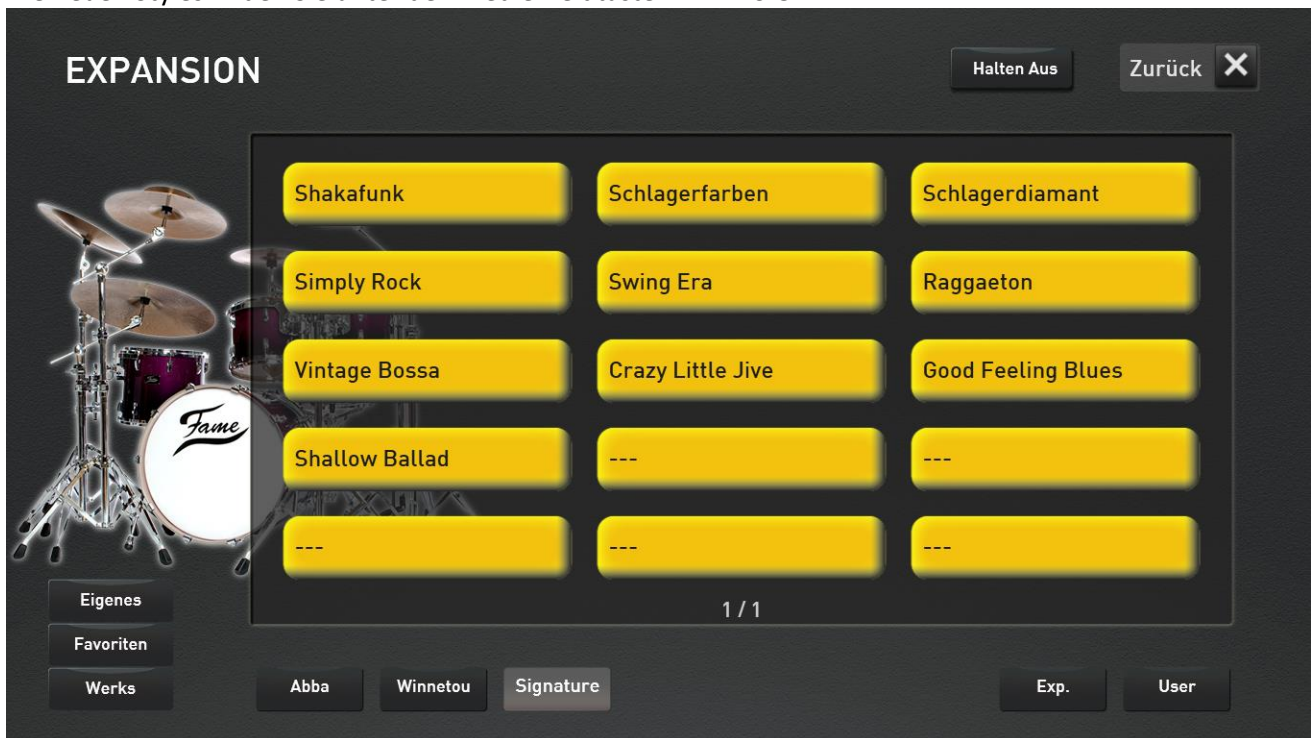 EXPANSION
Halten Aus
Zurück
Shakafunk
Schlagerfarben
Schlagerdiamant
Simply Rock
Swing Era
Raggaeton
Vintage Bossa
Crazy Little Jive
Good Feeling Blues
Fame
Shallow Ballad
---
---
---
---
---
1 / 1
Eigenes
Favoriten
Werks
Abba
Winnetou
Signature
Exp.
User